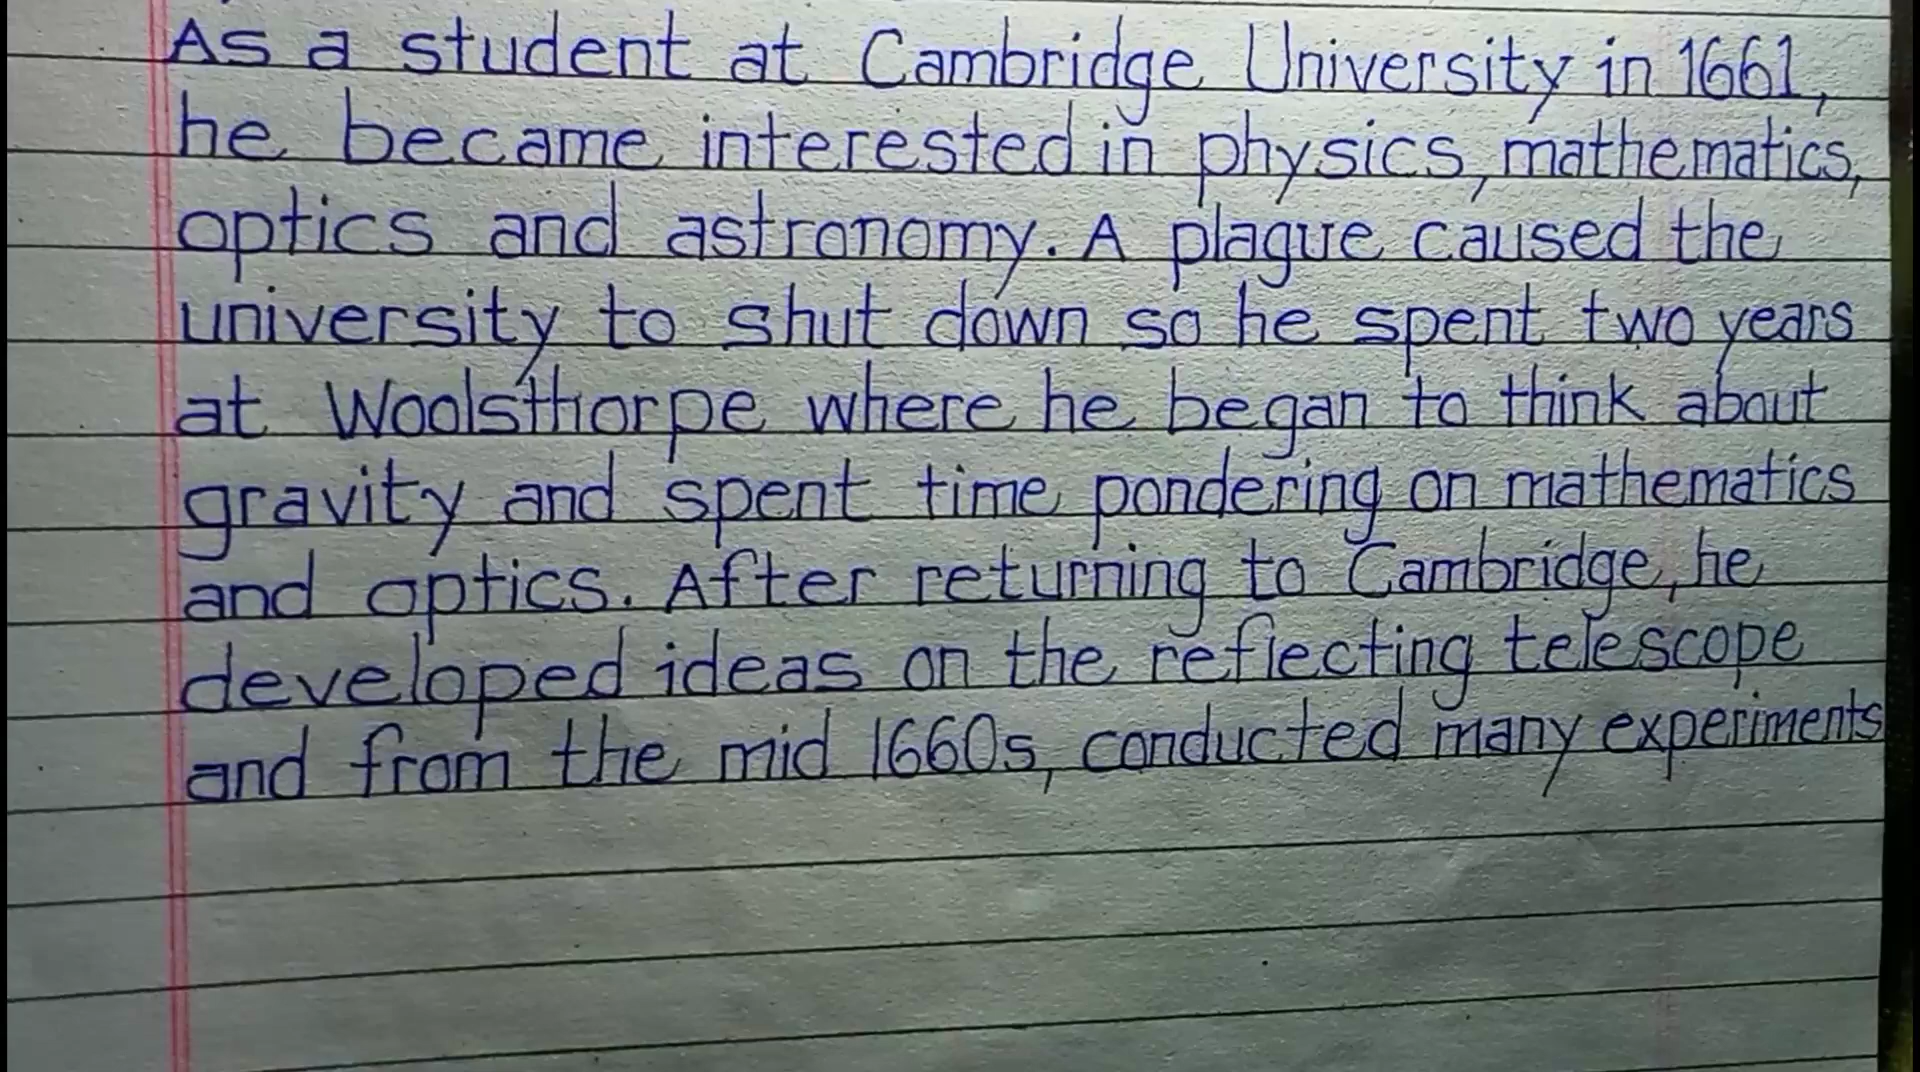 As a student at Cambridge University in 1661,
he became interested in physics, mathematics,
optics and astronomy. A plague caused the
university to shut down so he spent two years
at Woolsthorpe where he began to think about
gravity and spent time pondering on mathematics
and optics. After returning to Cambridge, he
developed ideas on the reflecting telescope
and from the mid 1660s, conducted many experiments